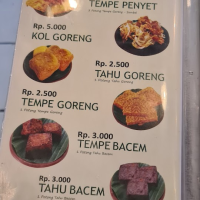 TEMPE PENYET
Rp. 5.000
KOL GORENG
Rp. 2.500
TAHU GORENG
Rp. 2.500
TEMPE GORENG
Rp. 3.000
TEMPE BACEM
Rp. 3.000
TAHU BACEM